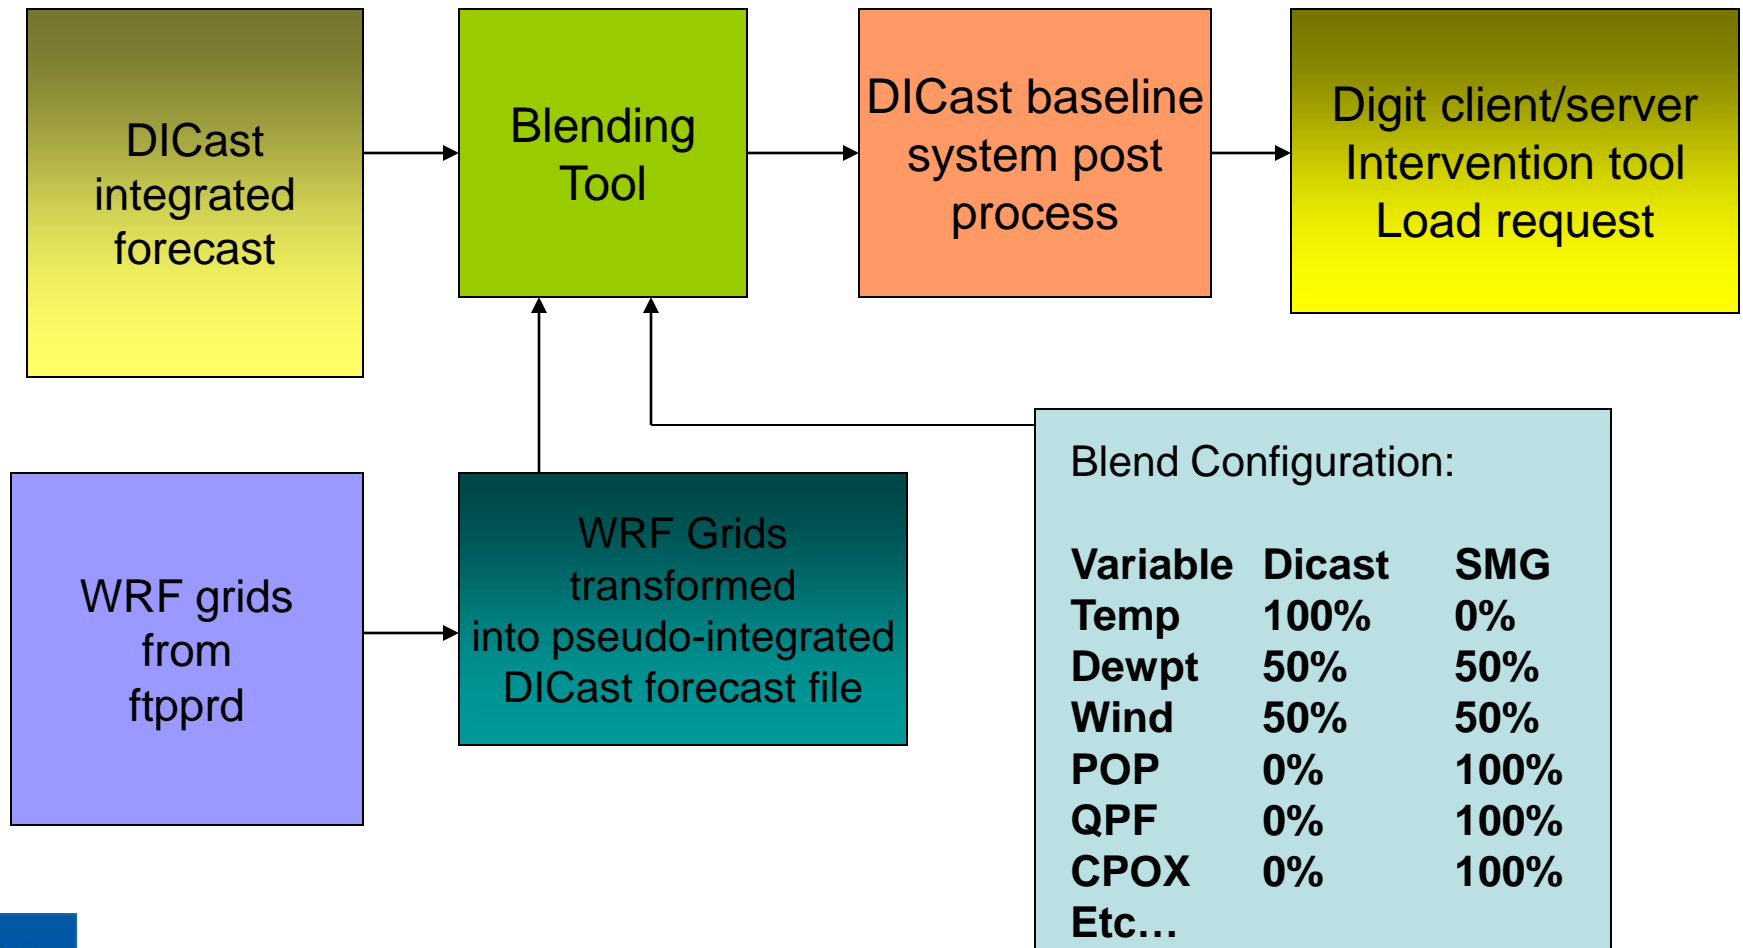 DICast
integrated
forecast
Blending
Tool
DICast baseline
system post
process
Digit client/server
Intervention tool
Load request
WRF grids
from
ftpprd
WRF Grids
transformed
into pseudo-integrated
DICast forecast file
Blend Configuration:
Variable Dicast SMG
Temp 100% 0%
Dewpt 50% 50%
Wind 50% 50%
POP 0% 100%
QPF 0% 100%
CPOX 0% 100%
Etc…